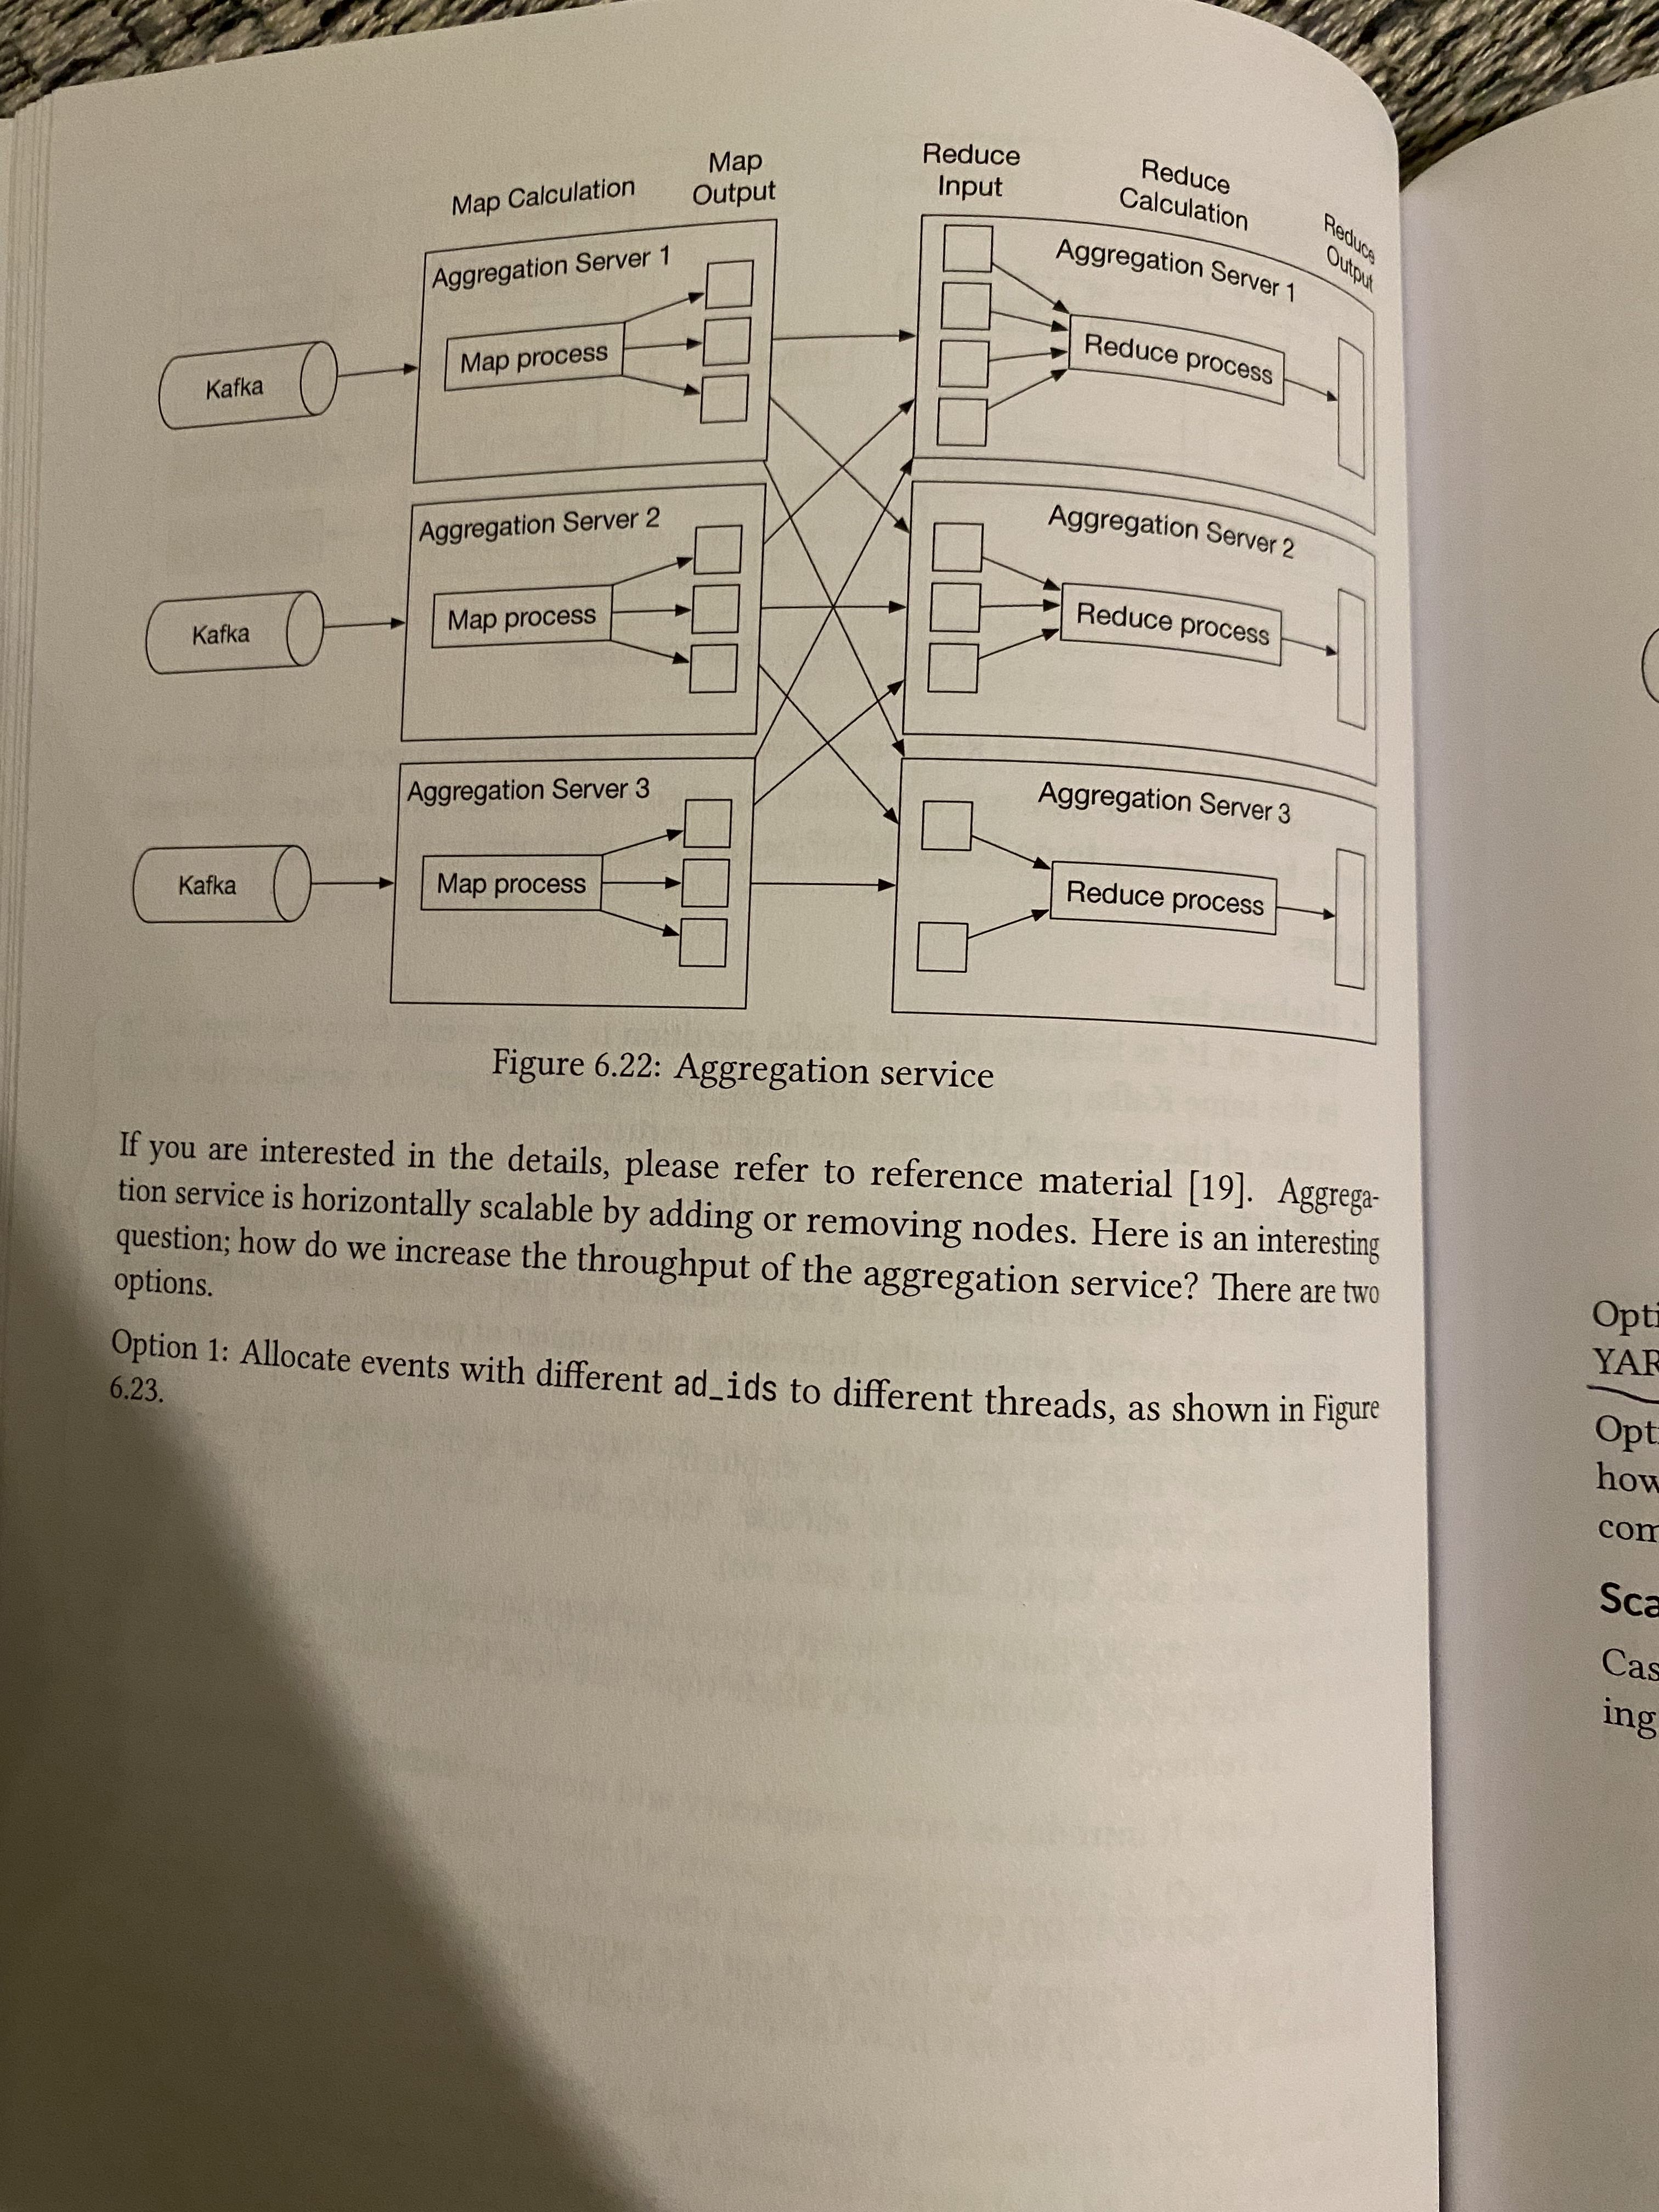 Map Calculation
Map
Output
Reduce
Input
Reduce
Calculation
Reduce
Output
Kafka
Aggregation Server 1
Map process
Aggregation Server 1
Reduce process
Kafka
Aggregation Server 2
Map process
Aggregation Server 2
Reduce process
Kafka
Aggregation Server 3
Map process
Aggregation Server 3
Reduce process
Figure 6.22: Aggregation service
If you are interested in the details, please refer to reference material [19]. Aggrega-
tion service is horizontally scalable by adding or removing nodes. Here is an interesting
question; how do we increase the throughput of the aggregation service? There are two
options.
Option 1: Allocate events with different ad_ids to different threads, as shown in Figure
6.23.
Opti
YAR
Opt
how
com
Sca
Cas
ing